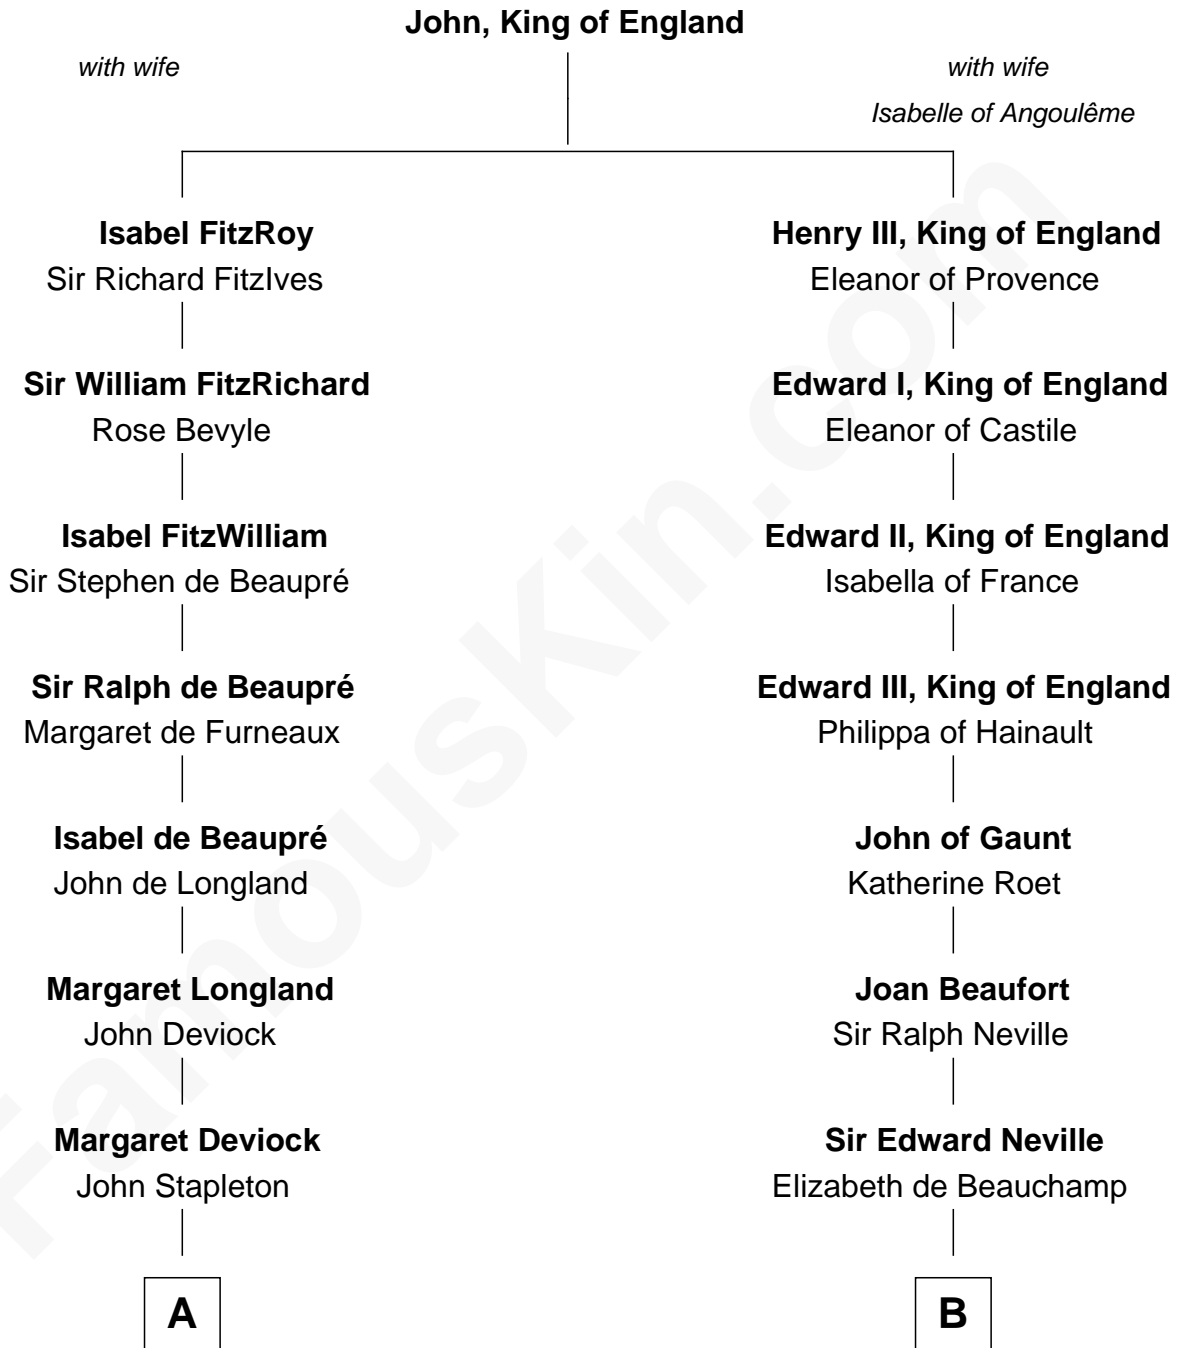 John, King of England
with wife
with wife
Isabelle of Angoulême
Isabel FitzRoy
Sir Richard FitzIves
Henry III, King of England
Eleanor of Provence
Sir William FitzRichard
Rose Bevyle
Edward I, King of England
Eleanor of Castile
Isabel FitzWilliam
Sir Stephen de Beaupré
Edward II, King of England
Isabella of France
Sir Ralph de Beaupré
Margaret de Furneaux
Edward III, King of England
Philippa of Hainault
Isabel de Beaupré
John de Longland
John of Gaunt
Katherine Roet
Margaret Longland
John Deviock
Joan Beaufort
Sir Ralph Neville
Margaret Deviock
John Stapleton
Sir Edward Neville
Elizabeth de Beauchamp
A
B
FamousKin.com